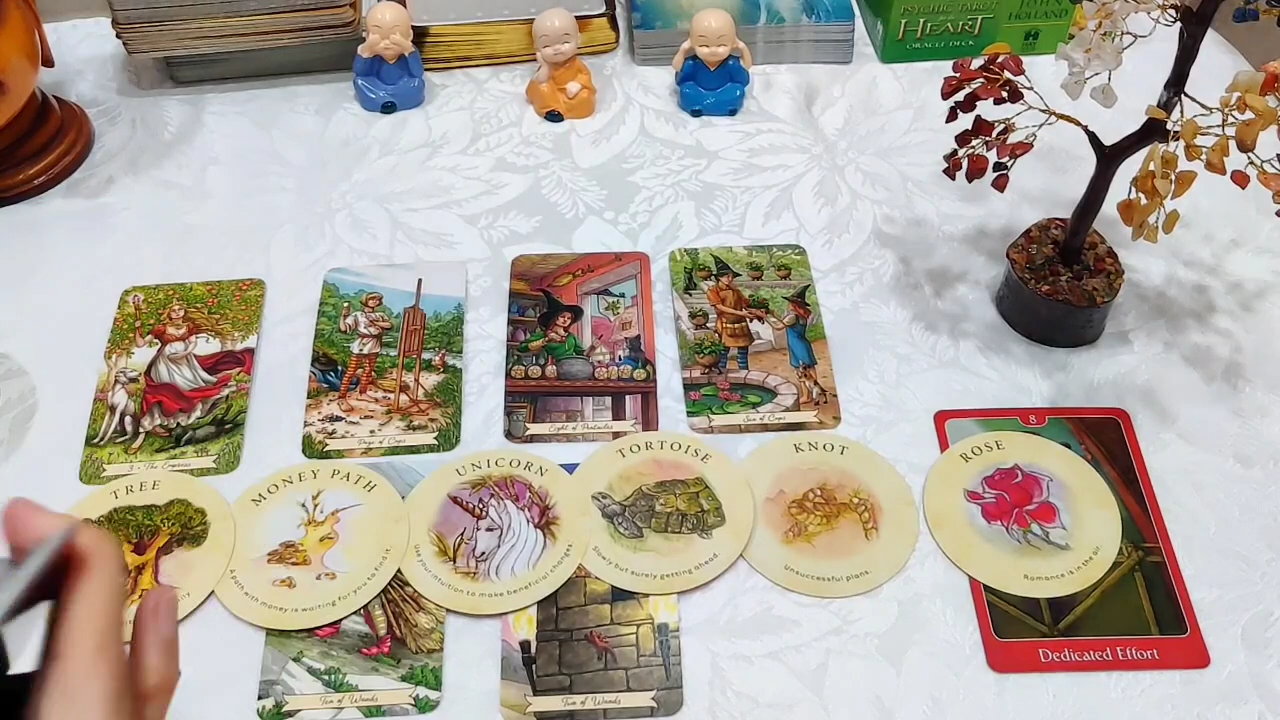 PSYCHIC TAROT
HEART
ORACLE DECK
JOHN
HOLLAND
3 - The Empress
Page of Cups
Eight of Pentacles
Six of Cups
TREE
MONEY PATH
A path with money is waiting for you to find it.
UNICORN
Use your intuition to make beneficial changes.
TORTOISE
Slowly but surely getting ahead.
KNOT
Unsuccessful plans.
ROSE
Romance is in the air
8
Dedicated Effort
Ten of Wands
Two of Wands